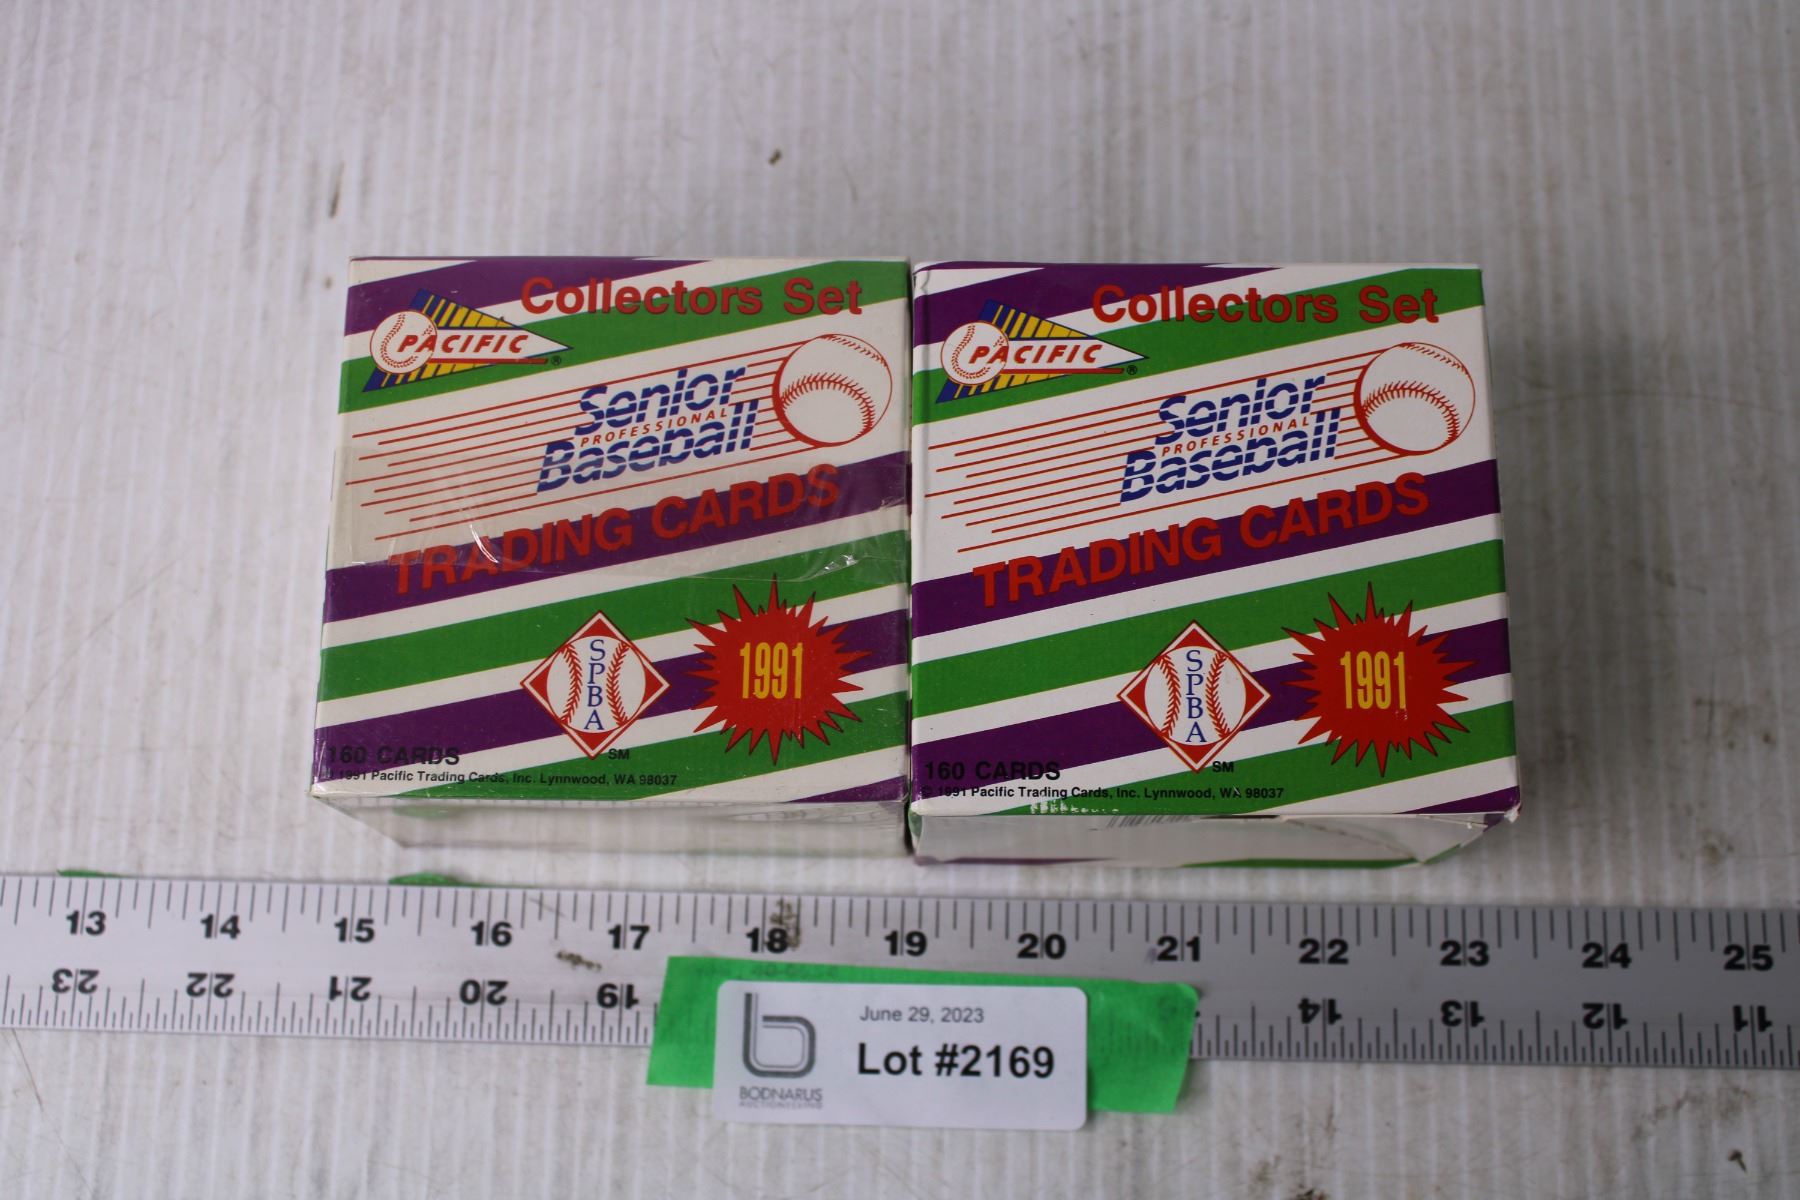 Collectors Set
PACIFIC®
Senior
PROFESSIONAL
Baseball
TRADING CARDS
SPBA
SM
1991
160 CARDS
1991 Pacific Trading Cards, Inc. Lynnwood, WA 98037
Collectors Set
PACIFIC®
Senior
PROFESSIONAL
Baseball
TRADING CARDS
SPBA
SM
1991
160 CARDS
© 1991 Pacific Trading Cards, Inc. Lynnwood, WA 98037
13 14 15 16 17 18 19 20 21 22 23 24 25
23 22 21 20 19 14 13 12 11
June 29, 2023
Lot #2169
BODNARUS
AUCTIONEERING